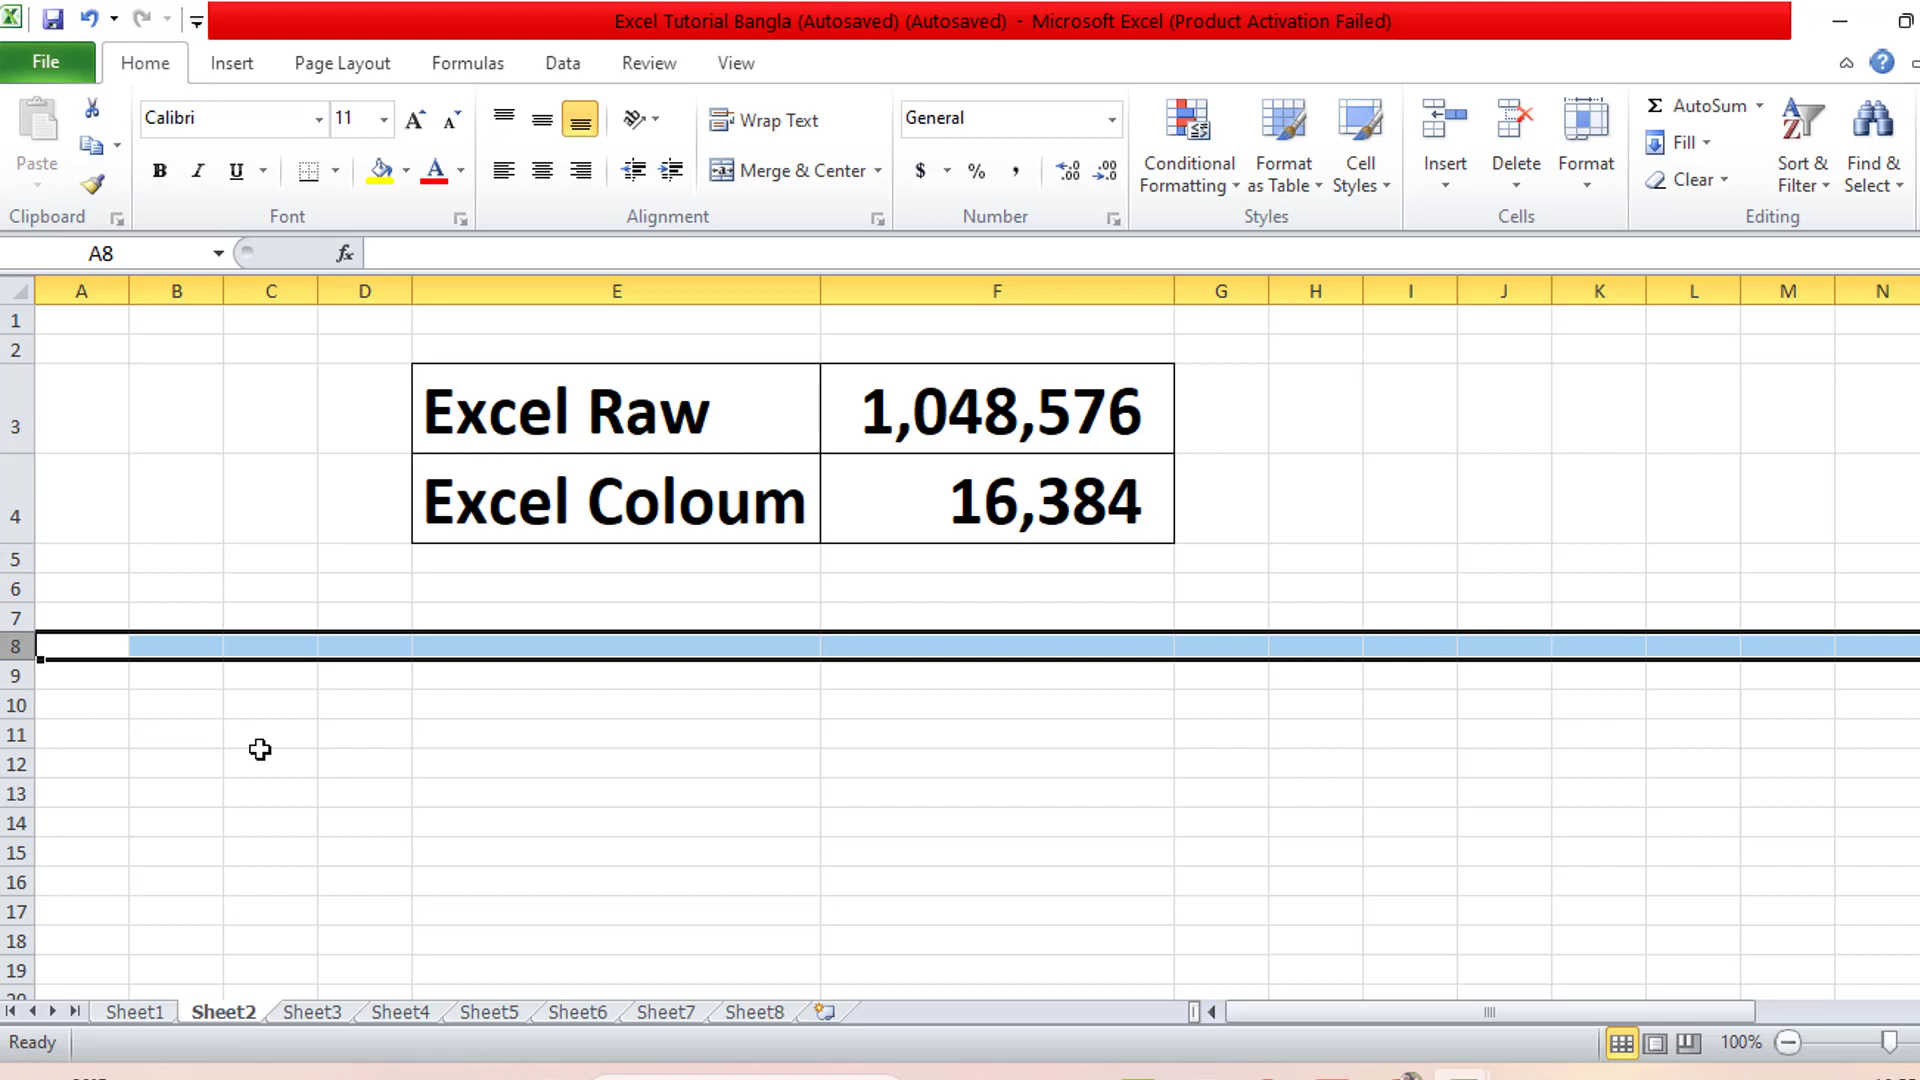 Excel Tutorial Bangla (Autosaved) (Autosaved) - Microsoft Excel (Product Activation Failed)
File Home Insert Page Layout Formulas Data Review View
Paste
Clipboard
Calibri 11
B I U A
Font
Wrap Text
Merge & Center
Alignment
General
$ % ,
Number
Conditional Formatting
Format as Table
Cell Styles
Styles
Insert Delete Format
Cells
Σ AutoSum
Fill
Clear
Sort & Filter
Find & Select
Editing
A8 fx
A B C D E F G H I J K L M N
1
2
3 Excel Raw 1,048,576
4 Excel Coloum 16,384
5
6
7
8
9
10
11
12
13
14
15
16
17
18
19
Sheet1 Sheet2 Sheet3 Sheet4 Sheet5 Sheet6 Sheet7 Sheet8
Ready 100%